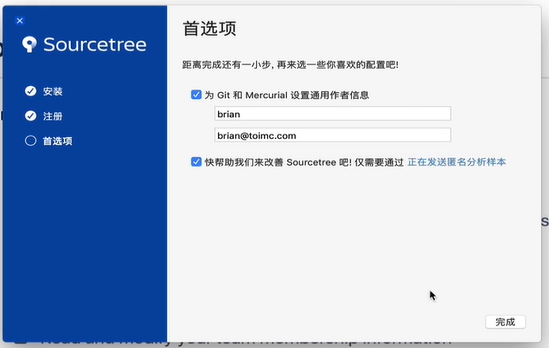 Sourcetree
安装
注册
首选项
首选项
距离完成还有一小步, 再来选一些你喜欢的配置吧!
为 Git 和 Mercurial 设置通用作者信息
brian
brian@toimc.com
快帮助我们来改善 Sourcetree 吧! 仅需要通过 正在发送匿名分析样本
完成